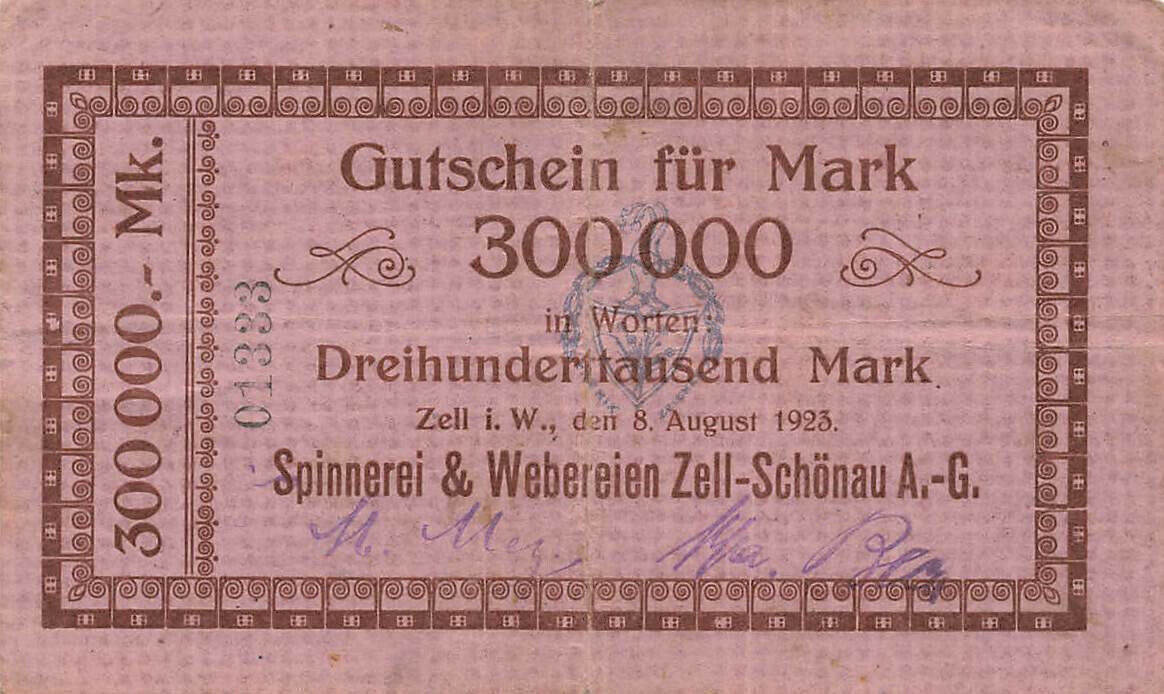 300 000.- Mk.
01333
Gutschein für Mark
300 000
in Worten:
Dreihunderttausend Mark
Zell i. W., den 8. August 1923.
Spinnerei & Webereien Zell-Schönau A.-G.